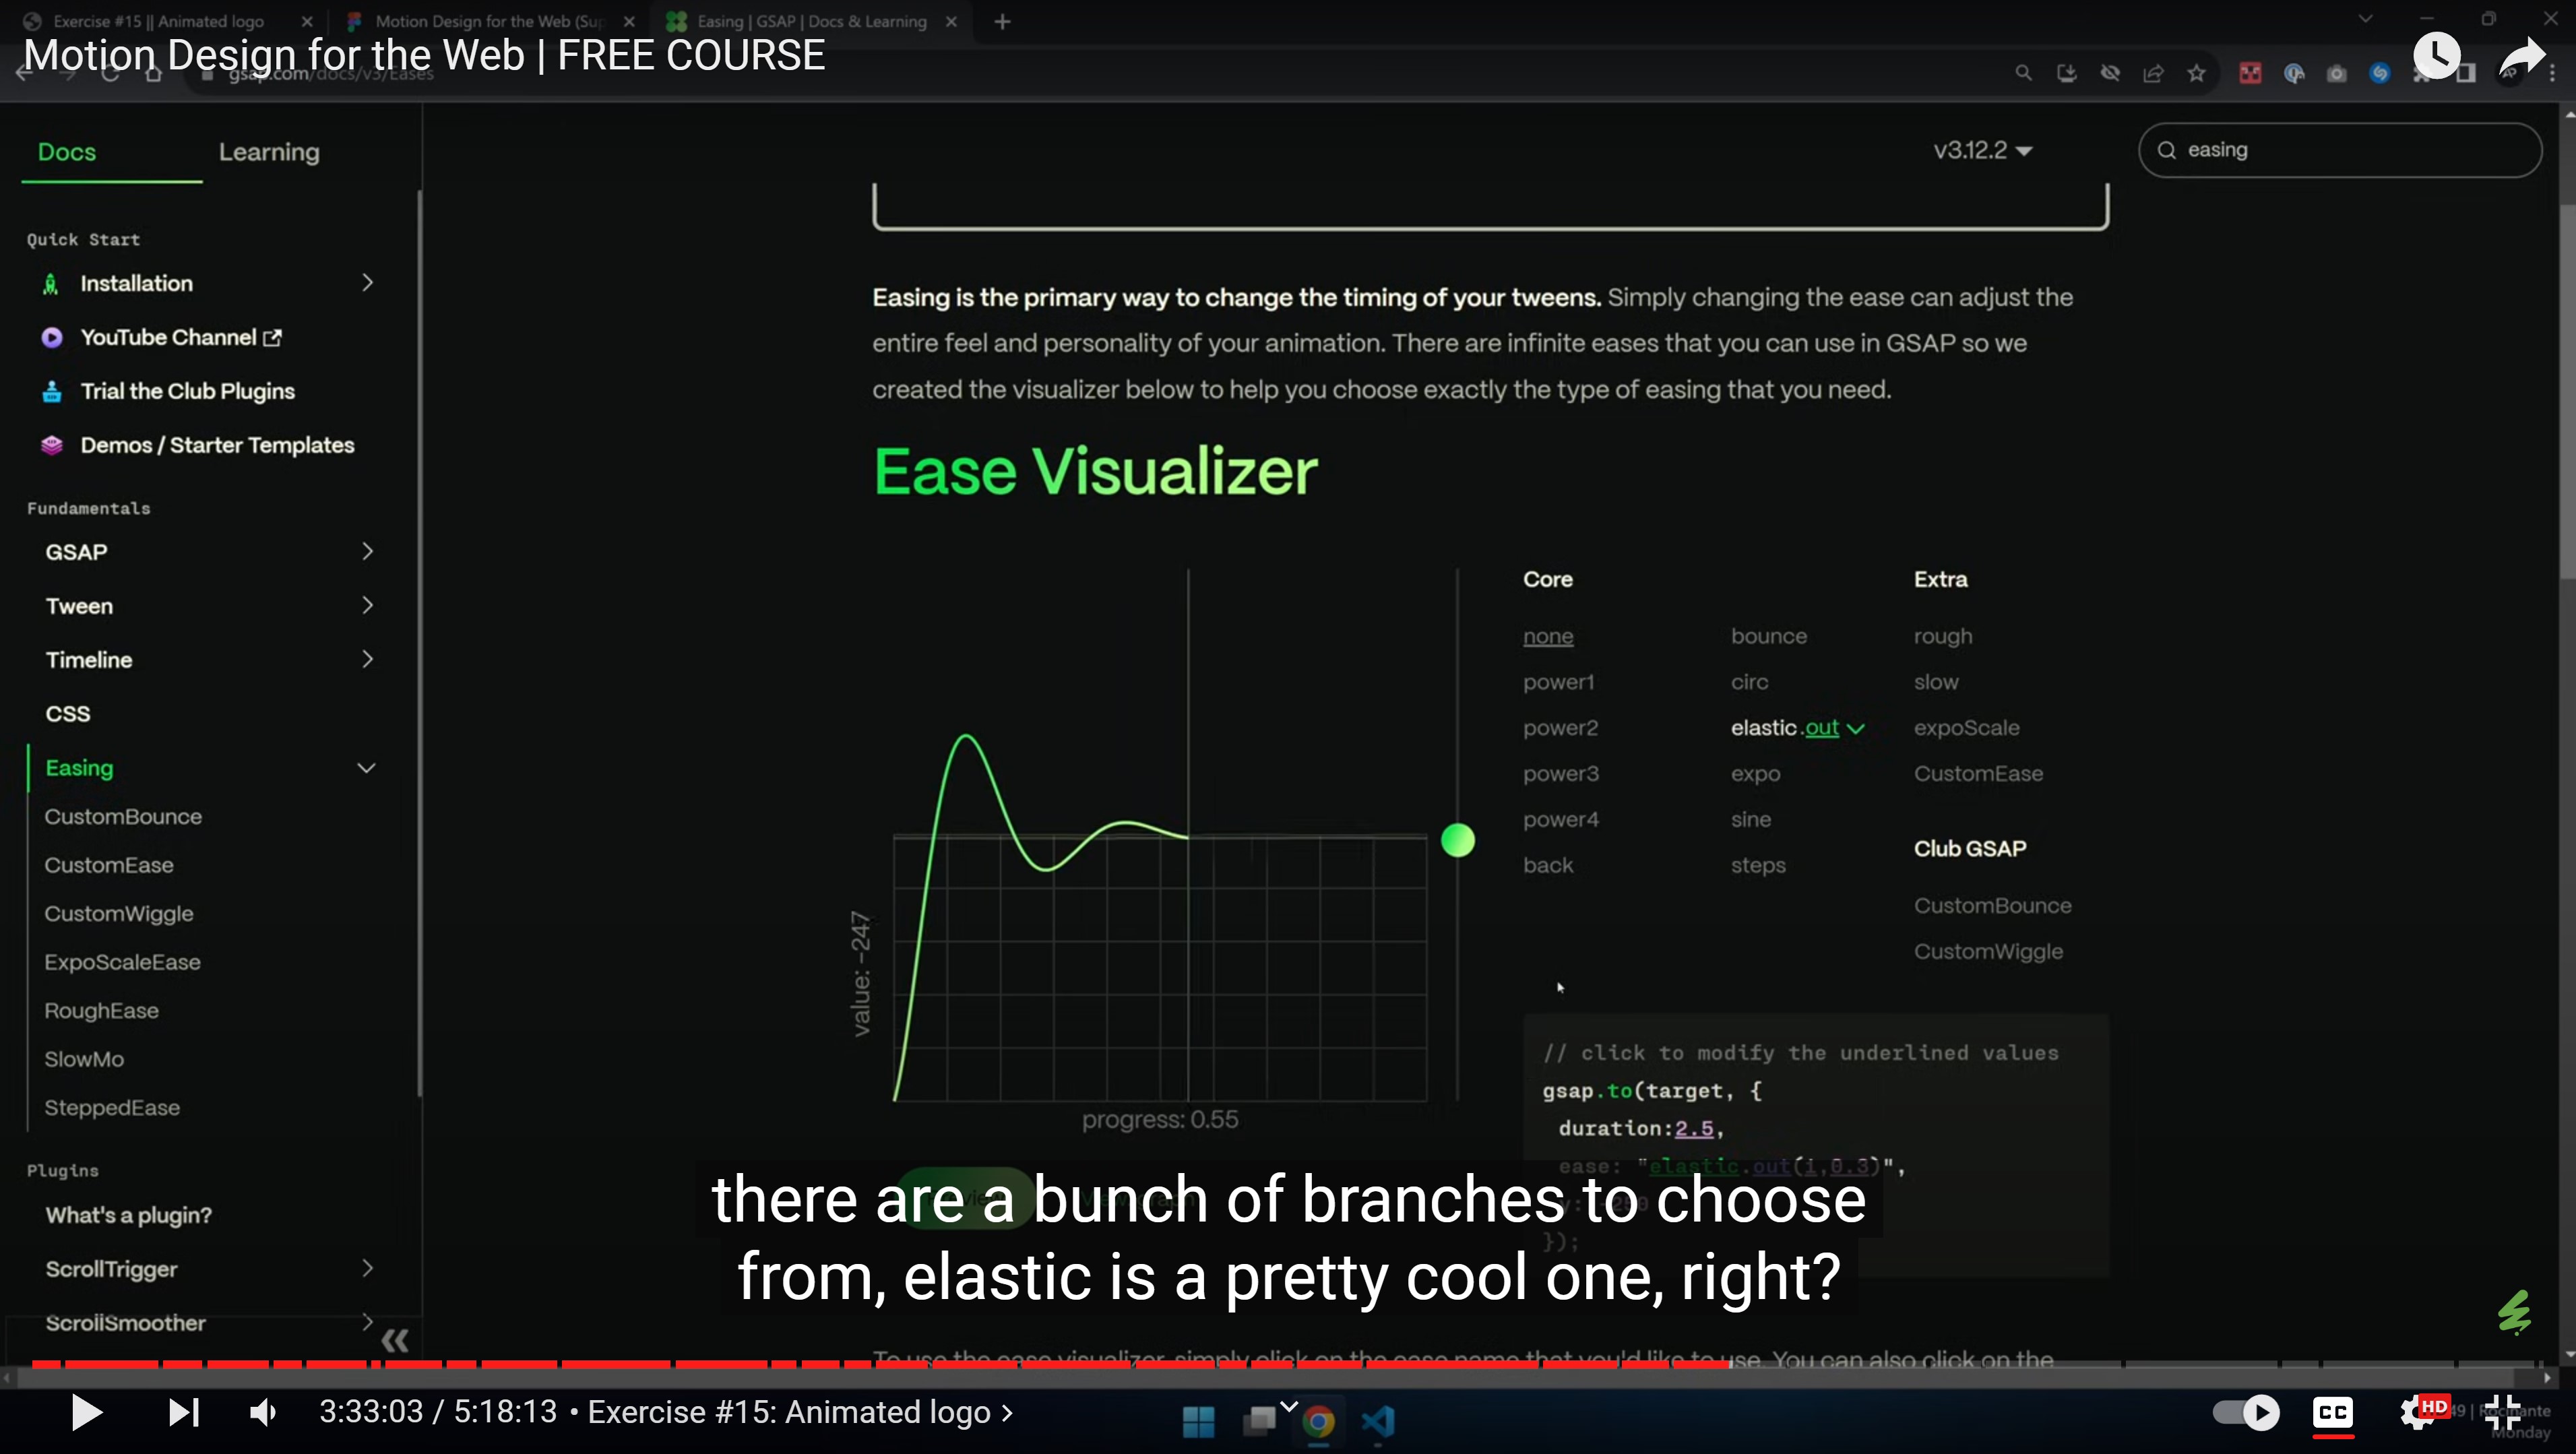 Exercise #15 || Animated logo
Motion Design for the Web (Sup
Easing | GSAP | Docs & Learning
Motion Design for the Web | FREE COURSE
gsap.com/docs/v3/Eases
Docs
Learning
v3.12.2
easing
Quick Start
Installation
YouTube Channel
Trial the Club Plugins
Demos / Starter Templates
Fundamentals
GSAP
Tween
Timeline
CSS
Easing
CustomBounce
CustomEase
CustomWiggle
ExpoScaleEase
RoughEase
SlowMo
SteppedEase
Plugins
What's a plugin?
ScrollTrigger
ScrollSmoother
Easing is the primary way to change the timing of your tweens. Simply changing the ease can adjust the
entire feel and personality of your animation. There are infinite eases that you can use in GSAP so we
created the visualizer below to help you choose exactly the type of easing that you need.
Ease Visualizer
value: -247
progress: 0.55
Core
none
power1
power2
power3
power4
back
bounce
circ
elastic.out
expo
sine
steps
Extra
rough
slow
expoScale
CustomEase
Club GSAP
CustomBounce
CustomWiggle
// click to modify the underlined values
gsap.to(target, {
duration:2.5,
ease: "elastic.out(1,0.3)",
y: -250
});
there are a bunch of branches to choose
from, elastic is a pretty cool one, right?
To use the ease visualizer, simply click on the ease name that you'd like to use. You can also click on the
3:33:03 / 5:18:13 • Exercise #15: Animated logo
CC
HD
49 | Rocinante
Monday